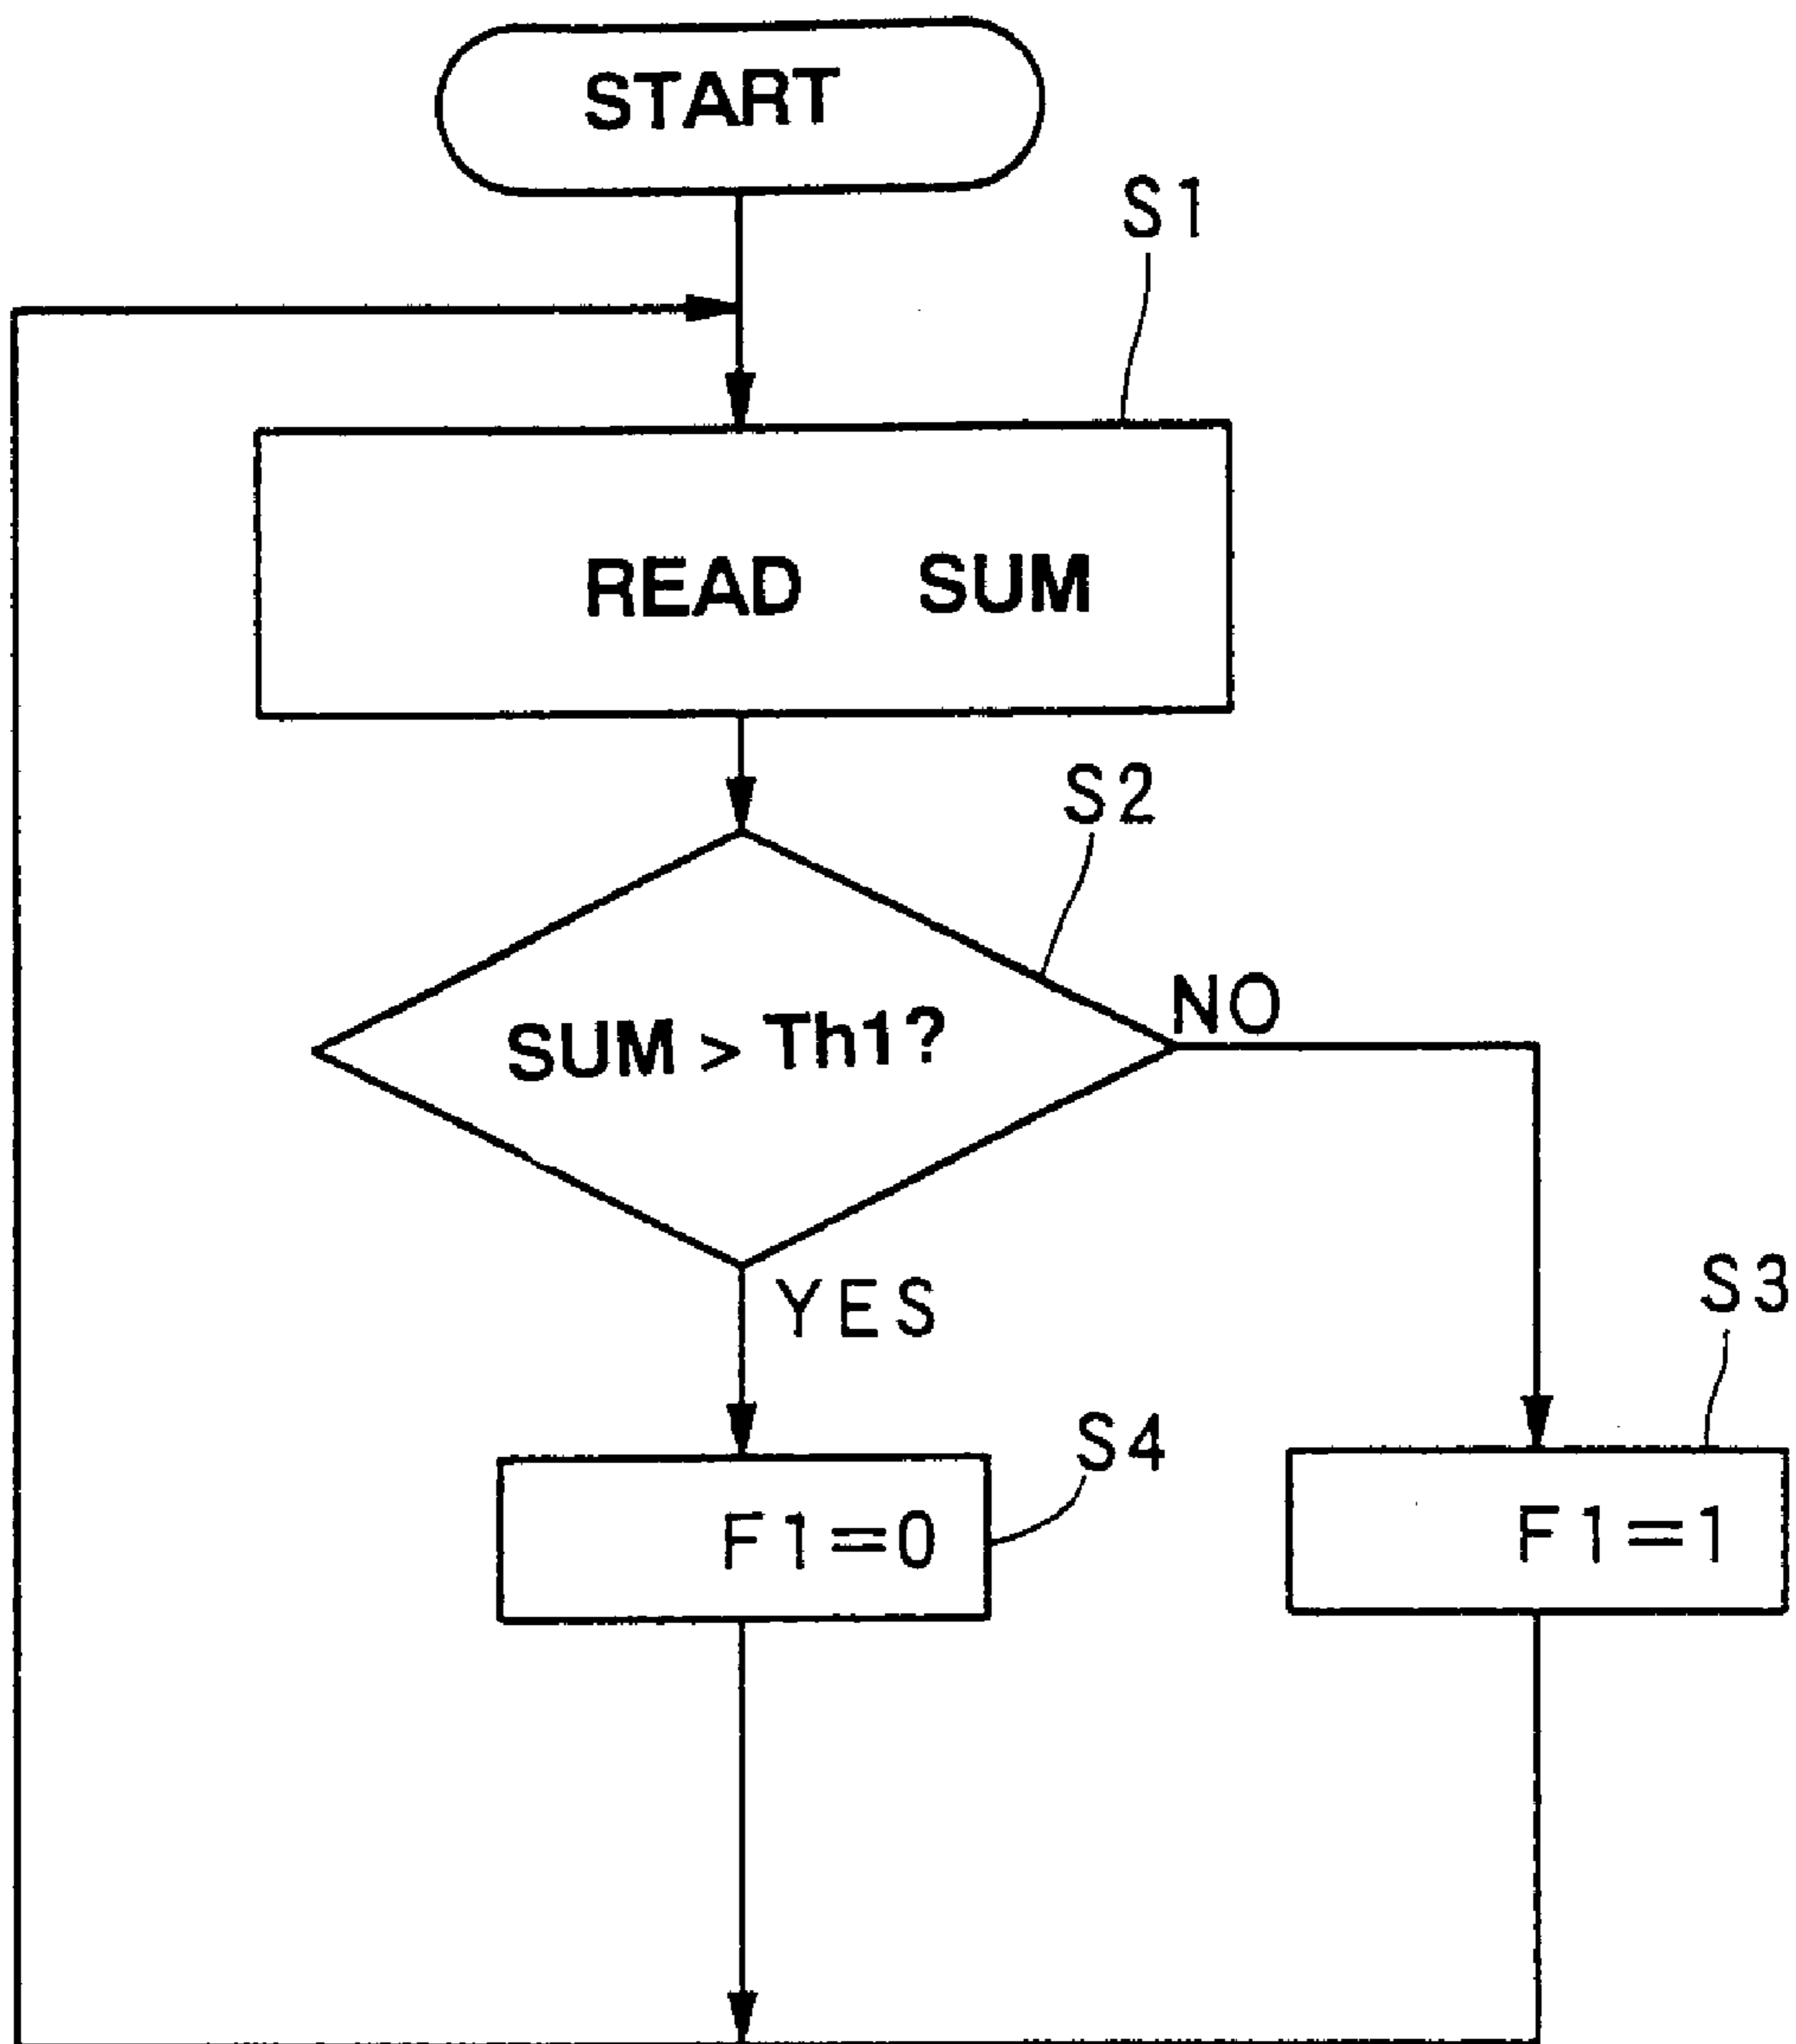 START
S1
READ SUM
S2
SUM > Th1?
NO
YES
S3
S4
F1=0
F1=1